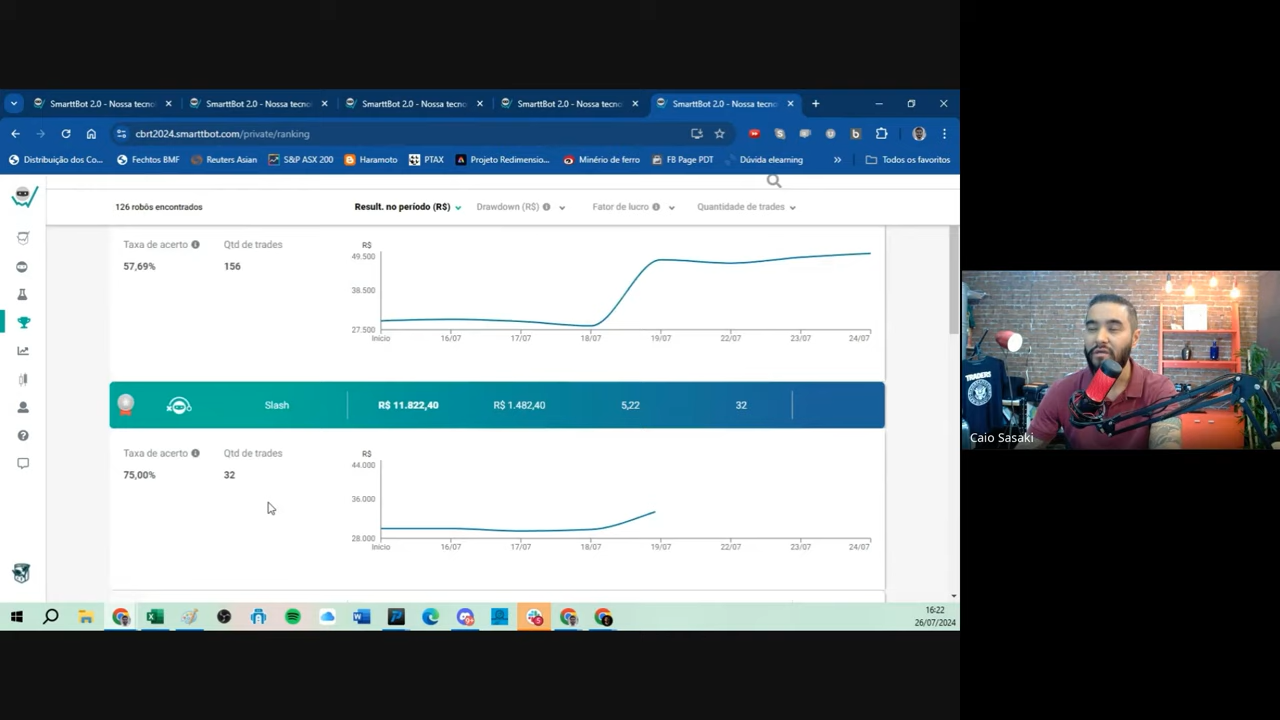 SmarttBot 2.0 - Nossa tecno
SmarttBot 2.0 - Nossa tecno
SmarttBot 2.0 - Nossa tecno
SmarttBot 2.0 - Nossa tecno
SmarttBot 2.0 - Nossa tecno
cbrt2024.smarttbot.com/private/ranking
Distribuição dos Co...
Fechtos BMF
Reuters Asian
S&P ASX 200
Haramoto
PTAX
Projeto Redimensio...
Minério de ferro
FB Page PDT
Dúvida elearning
Todos os favoritos
126 robôs encontrados
Result. no período (R$)
Drawdown (R$)
Fator de lucro
Quantidade de trades
Taxa de acerto
Qtd de trades
57,69%
156
R$
49.500
38.500
27.500
Início
16/07
17/07
18/07
19/07
22/07
23/07
24/07
Slash
R$ 11.822,40
R$ 1.482,40
5,22
32
Taxa de acerto
Qtd de trades
75,00%
32
R$
44.000
36.000
28.000
Início
16/07
17/07
18/07
19/07
22/07
23/07
24/07
16:22
26/07/2024
TRADERS
Caio Sasaki